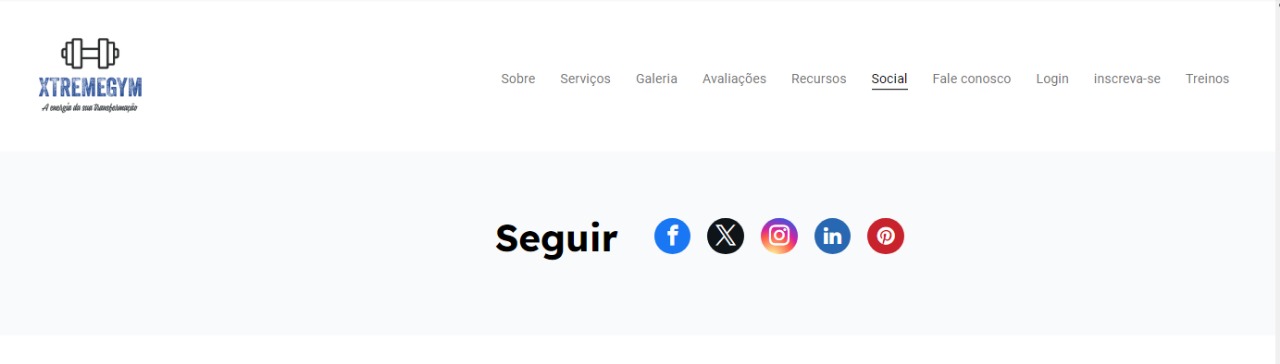 XTREMEGYM
A energia da sua transformação
Sobre Serviços Galeria Avaliações Recursos Social Fale conosco Login inscreva-se Treinos
Seguir